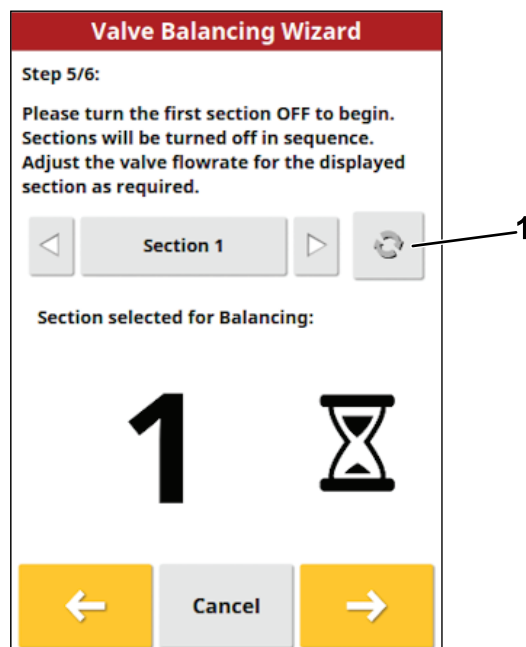 Valve Balancing Wizard
Step 5/6:
Please turn the first section OFF to begin.
Sections will be turned off in sequence.
Adjust the valve flowrate for the displayed
section as required.
Section 1
1
Section selected for Balancing:
1
Cancel